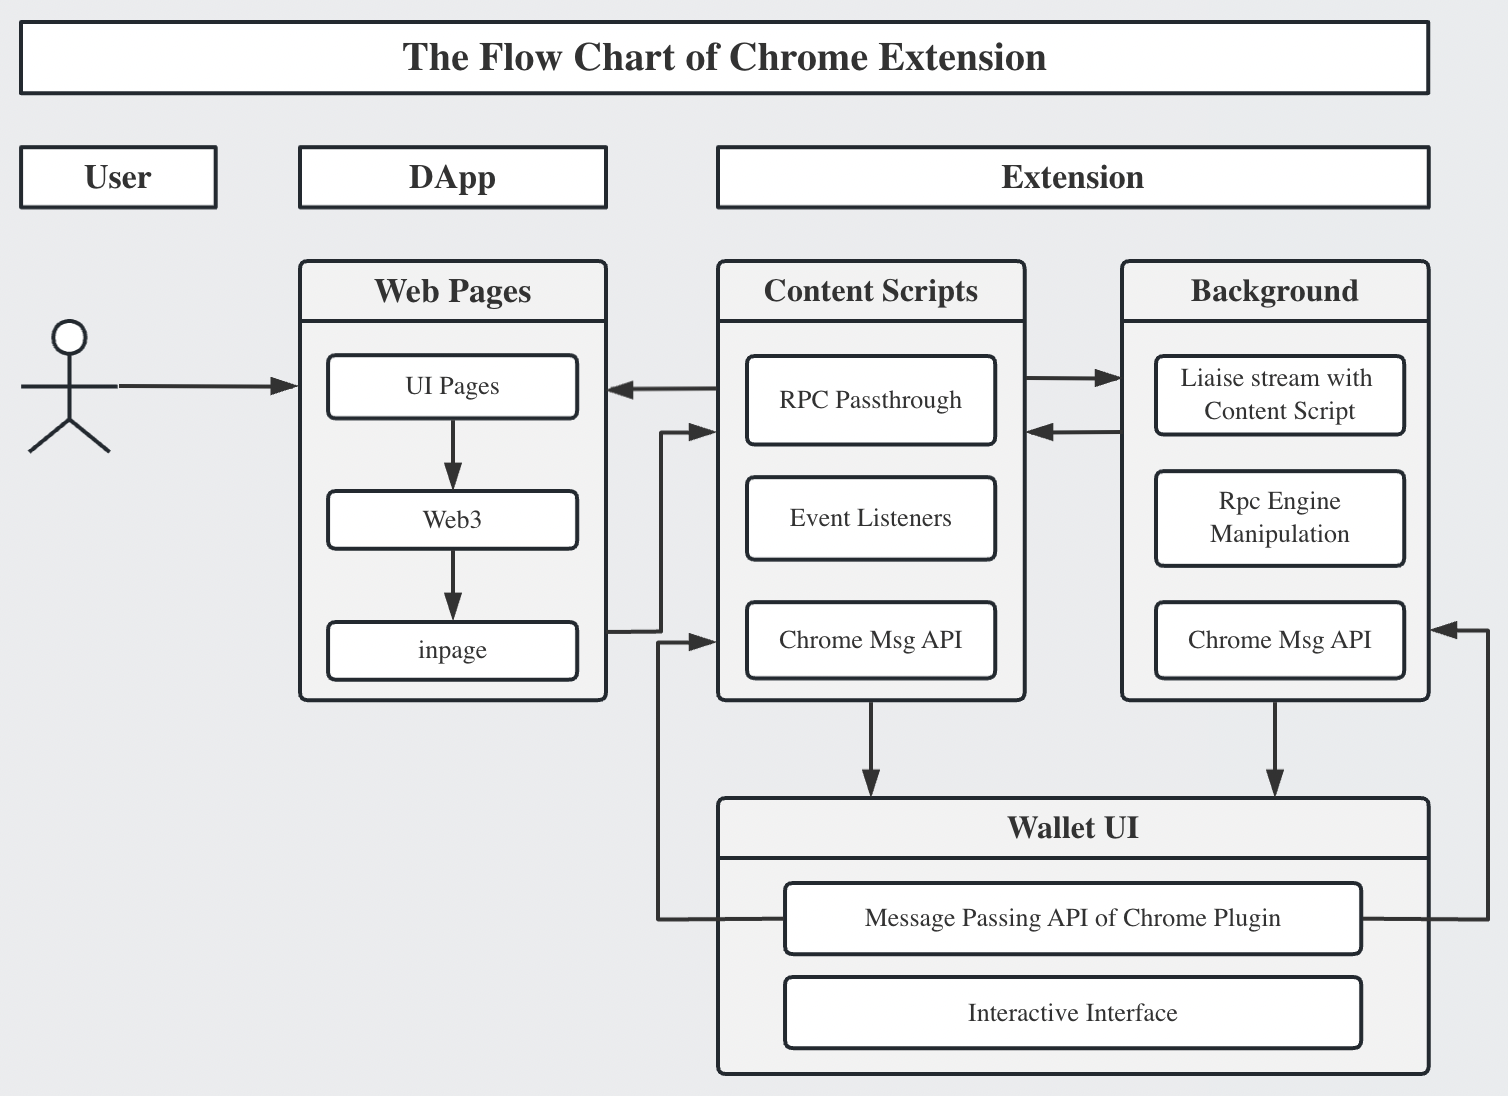 The Flow Chart of Chrome Extension
User
DApp
Extension
Web Pages
UI Pages
Web3
inpage
Content Scripts
RPC Passthrough
Event Listeners
Chrome Msg API
Background
Liaise stream with
Content Script
Rpc Engine
Manipulation
Chrome Msg API
Wallet UI
Message Passing API of Chrome Plugin
Interactive Interface